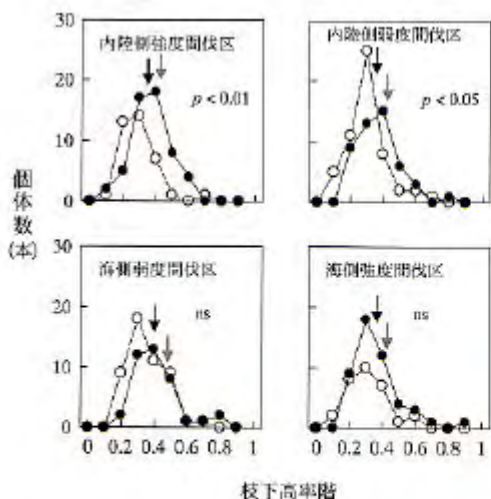 30
内陸側強度間伐区
内陸側弱度間伐区
20
p < 0.01
p < 0.05
10
0
個体数(本)
30
海側弱度間伐区
海側強度間伐区
20
ns
ns
10
0
0 0.2 0.4 0.6 0.8 1
0 0.2 0.4 0.6 0.8 1
枝下高率階